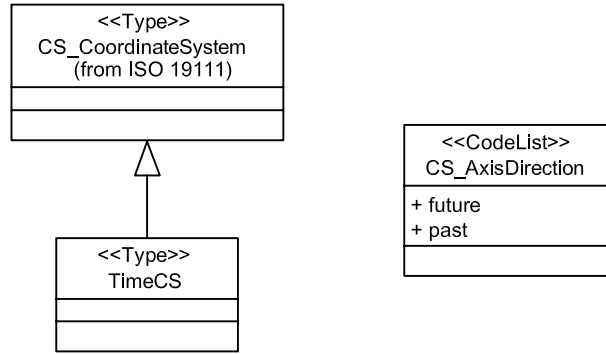 <<Type>>
CS_CoordinateSystem
(from ISO 19111)
<<Type>>
TimeCS
<<CodeList>>
CS_AxisDirection
+ future
+ past